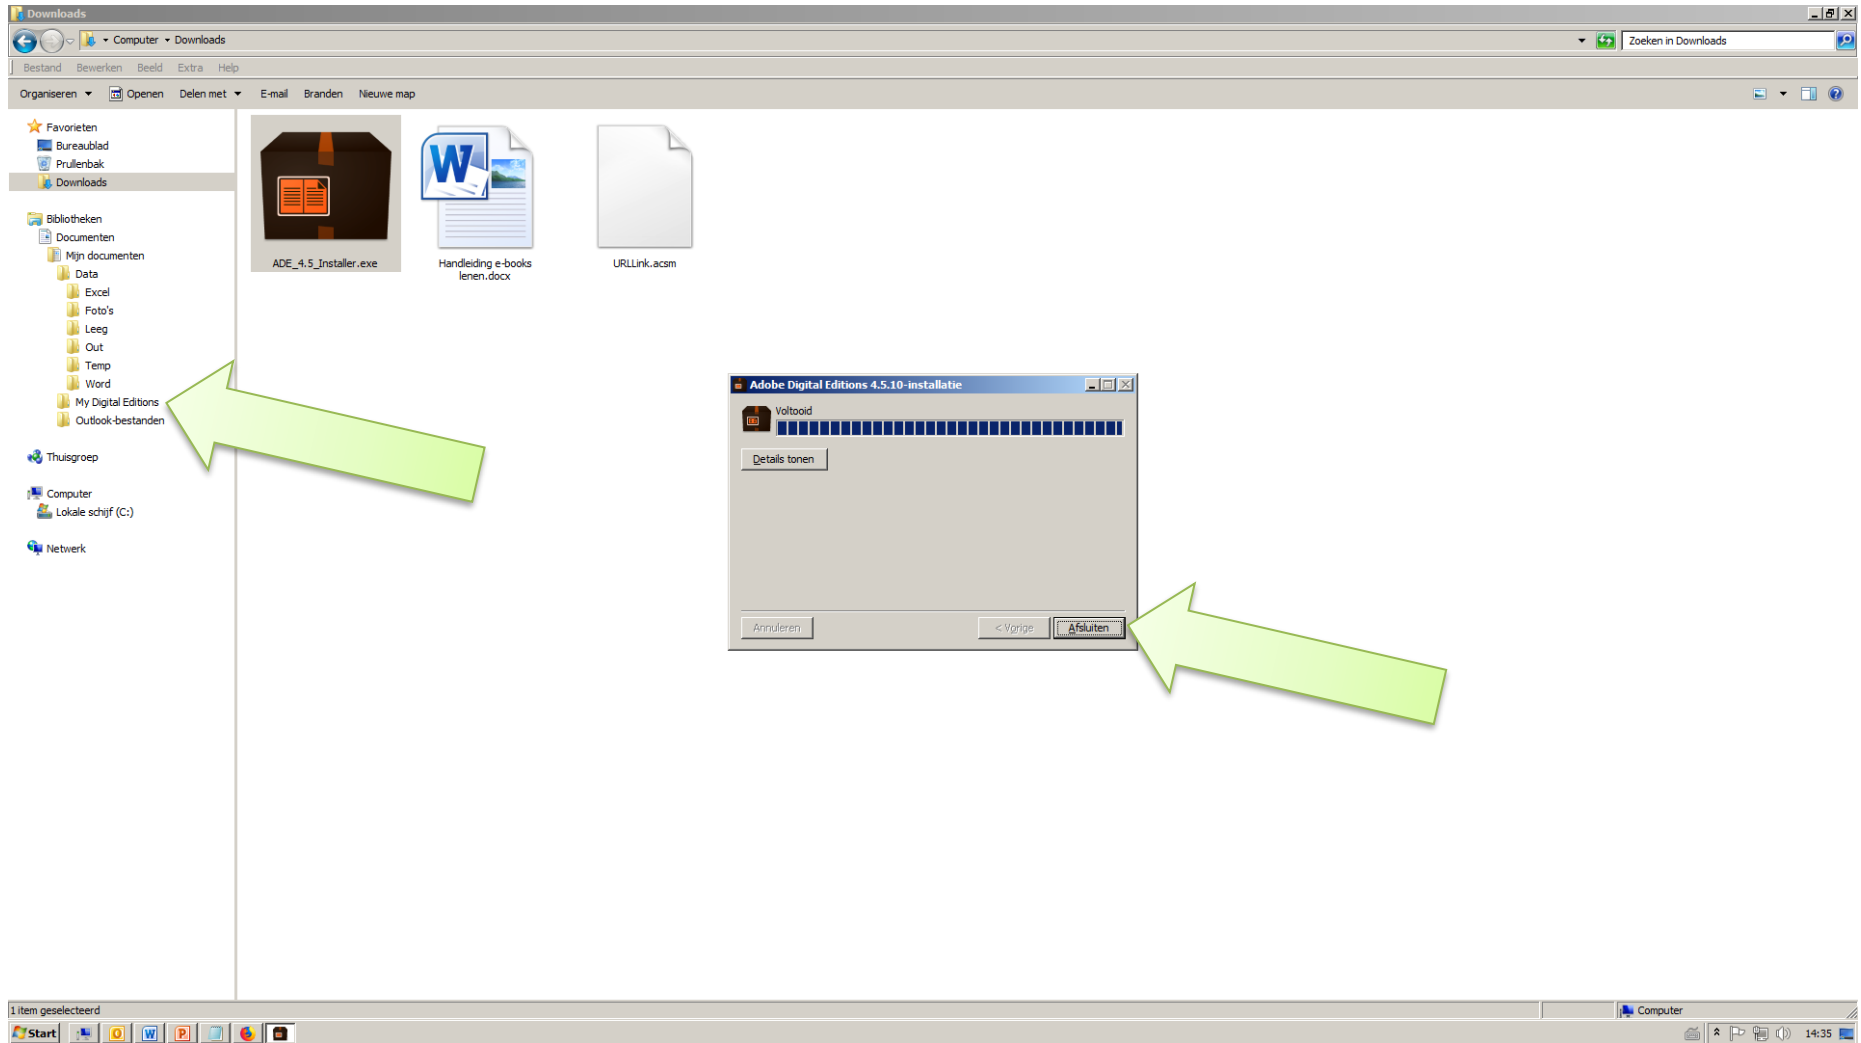 Downloads
Computer Downloads
Zoeken in Downloads
Bestand Bewerken Beeld Extra Help
Organiseren Openen Delen met E-mail Branden Nieuwe map
Favorieten
Bureaublad
Prullenbak
Downloads
Bibliotheken
Documenten
Mijn documenten
Data
Excel
Foto's
Leeg
Out
Temp
Word
My Digital Editions
Outlook-bestanden
Thuisgroep
Computer
Lokale schijf (C:)
Netwerk
ADE_4.5_Installer.exe
Handleiding e-books
lenen.docx
URLLink.acsm
Adobe Digital Editions 4.5.10-installatie
Voltooid
Details tonen
Annuleren
< Vorige
Afsluiten
1 item geselecteerd
Computer
Start
14:35